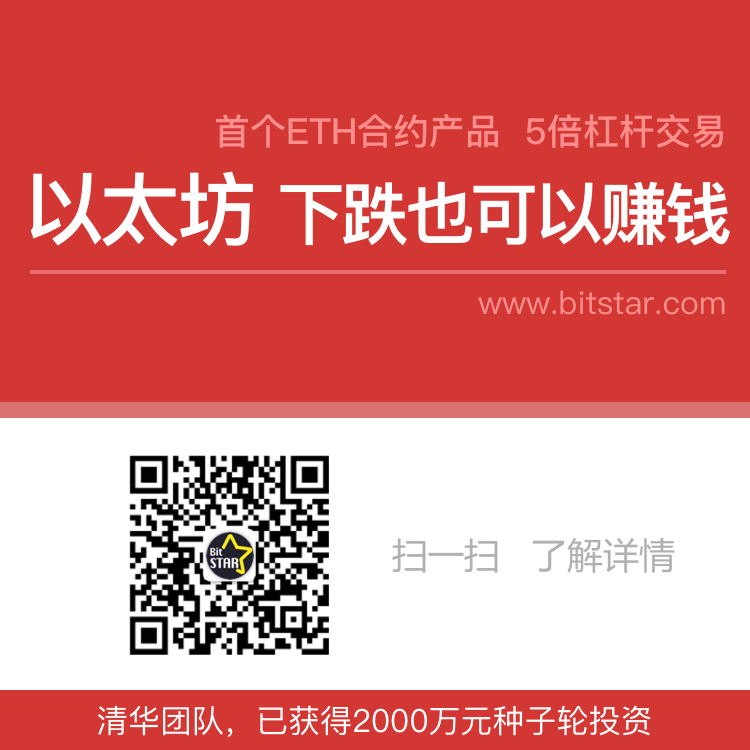 首个ETH合约产品 5倍杠杆交易
以太坊 下跌也可以赚钱
www.bitstar.com
Bit
STAR
扫一扫 了解详情
清华团队，已获得2000万元种子轮投资